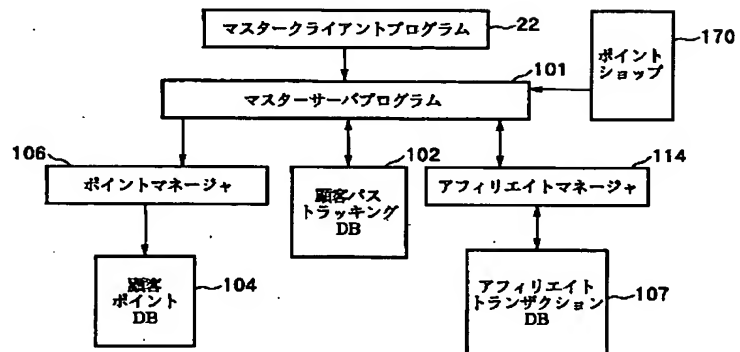 マスタークライアントプログラム
22
ポイント
ショップ
170
101
マスターサーバプログラム
106
ポイントマネージャ
102
顧客パス
トラッキング
DB
114
アフィリエイトマネージャ
顧客
ポイント
DB
104
アフィリエイト
トランザクション
DB
107